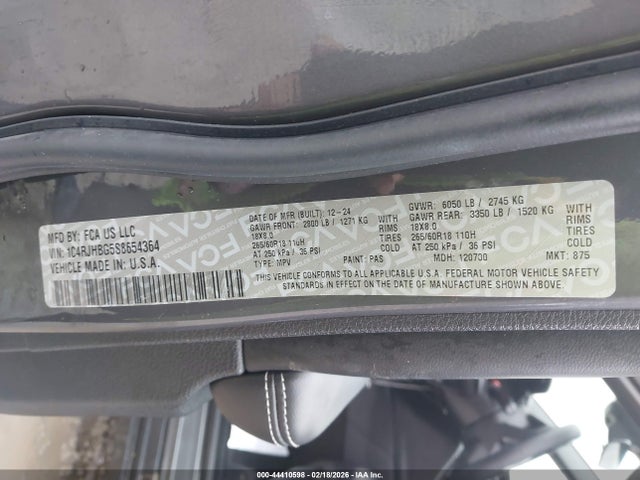 MFD BY: FCA US LLC
VIN: 1C4RJHBG5S8654364
VEHICLE MADE IN: U.S.A.
DATE OF MFR (BUILT): 12-24
GAWR FRONT: 2800 LB / 1271 KG WITH
18X8.0 RIMS
TIRES
265/60R18 110H
AT 250 kPa / 36 PSI COLD
TYPE: MPV PAINT: PAS
GVWR: 6050 LB / 2745 KG
GAWR REAR: 3350 LB / 1520 KG WITH
18X8.0 RIMS
TIRES
265/60R18 110H
AT 250 kPa / 36 PSI COLD
MDH: 120700 MKT: 875
THIS VEHICLE CONFORMS TO ALL APPLICABLE U.S.A. FEDERAL MOTOR VEHICLE SAFETY
STANDARDS IN EFFECT ON THE DATE OF MANUFACTURE SHOWN ABOVE.
000-44410598 - 02/18/2026 - IAAI.com